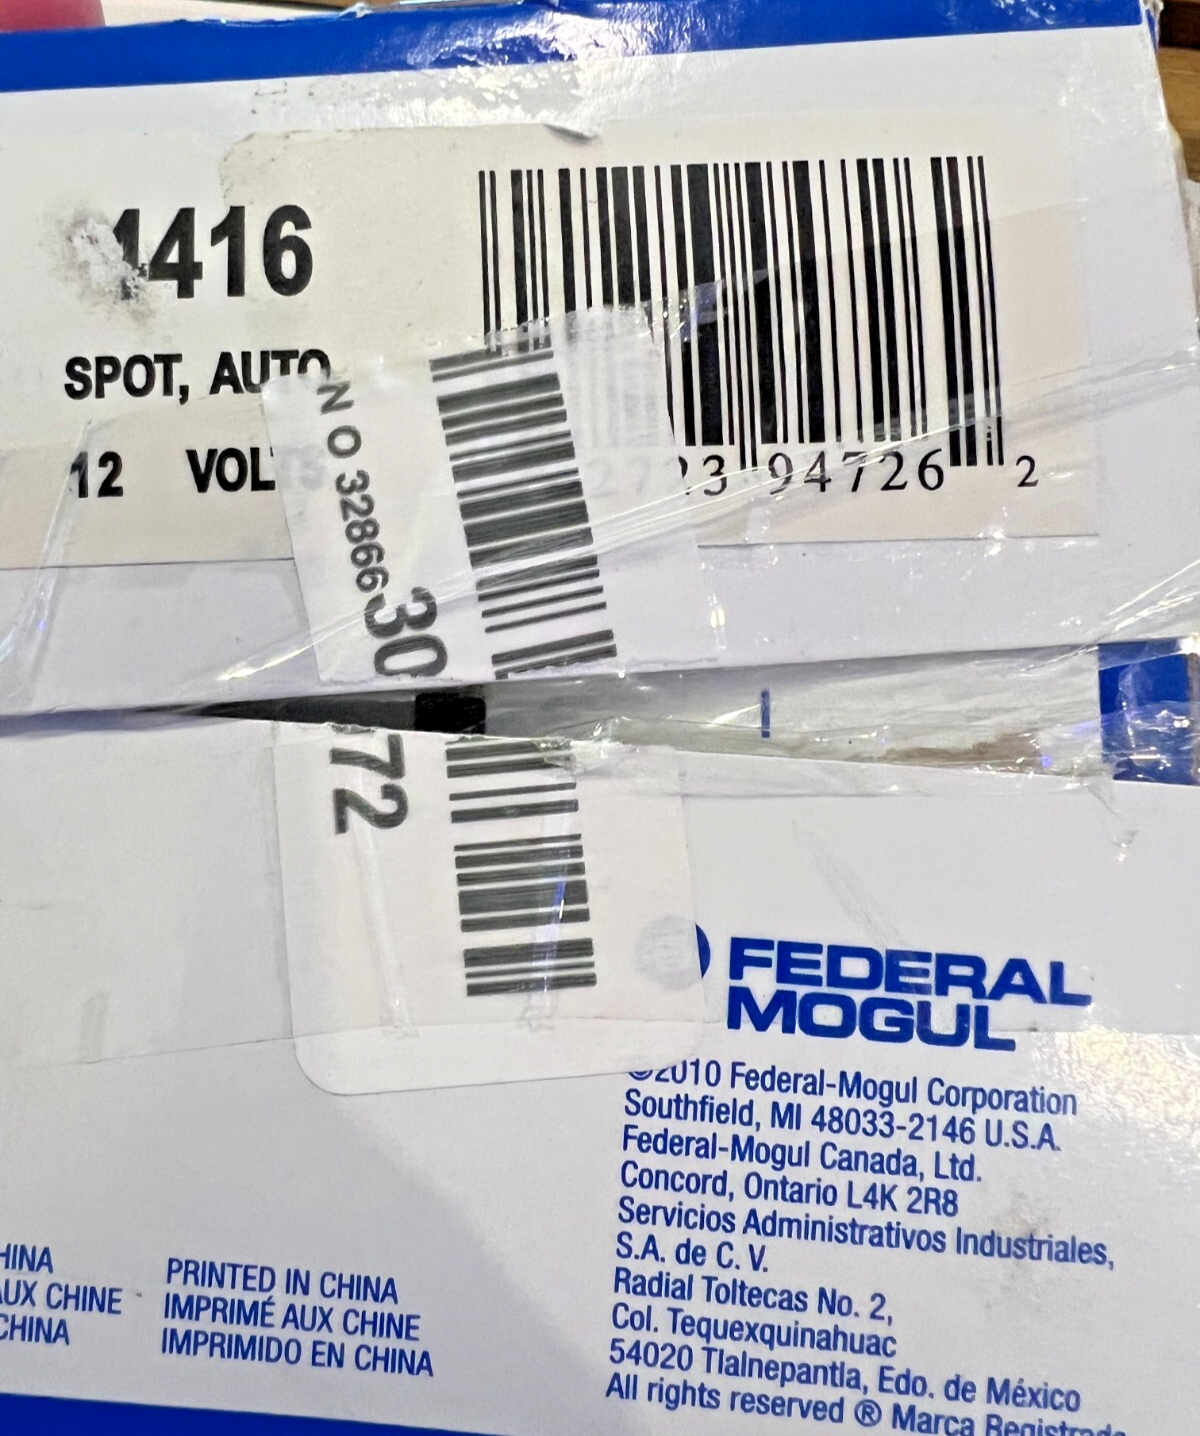 4416
SPOT, AUTO
12 VOLTS
3 94726 2
N O 32866
30
72
FEDERAL
MOGUL
©2010 Federal-Mogul Corporation
Southfield, MI 48033-2146 U.S.A.
Federal-Mogul Canada, Ltd.
Concord, Ontario L4K 2R8
Servicios Administrativos Industriales,
S.A. de C. V.
Radial Toltecas No. 2,
Col. Tequexquinahuac
54020 Tlalnepantla, Edo. de México
All rights reserved ® Marca Registrada
HINA
AUX CHINE
CHINA
PRINTED IN CHINA
IMPRIMÉ AUX CHINE
IMPRIMIDO EN CHINA